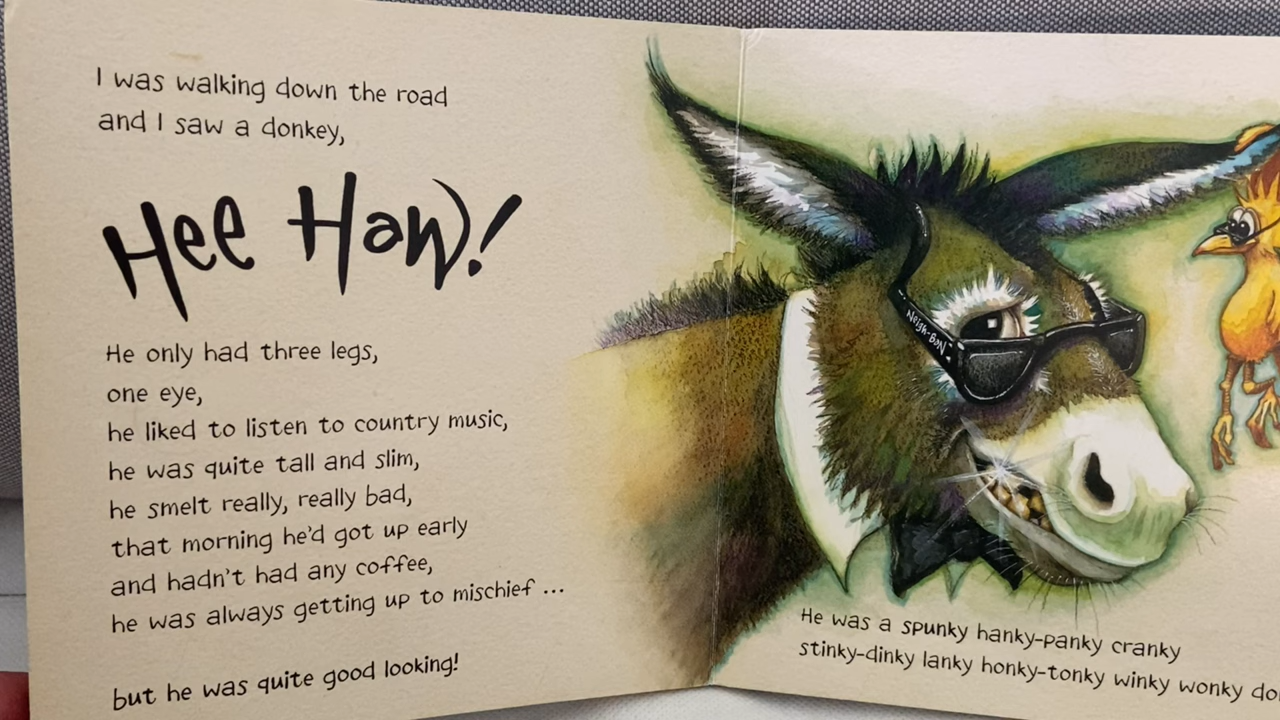 I was walking down the road
and I saw a donkey,
Hee Haw!
He only had three legs,
one eye,
he liked to listen to country music,
he was quite tall and slim,
he smelt really, really bad,
that morning he'd got up early
and hadn't had any coffee,
he was always getting up to mischief ...
but he was quite good looking!
Neigh-Ban
He was a spunky hanky-panky cranky
stinky-dinky lanky honky-tonky winky wonky